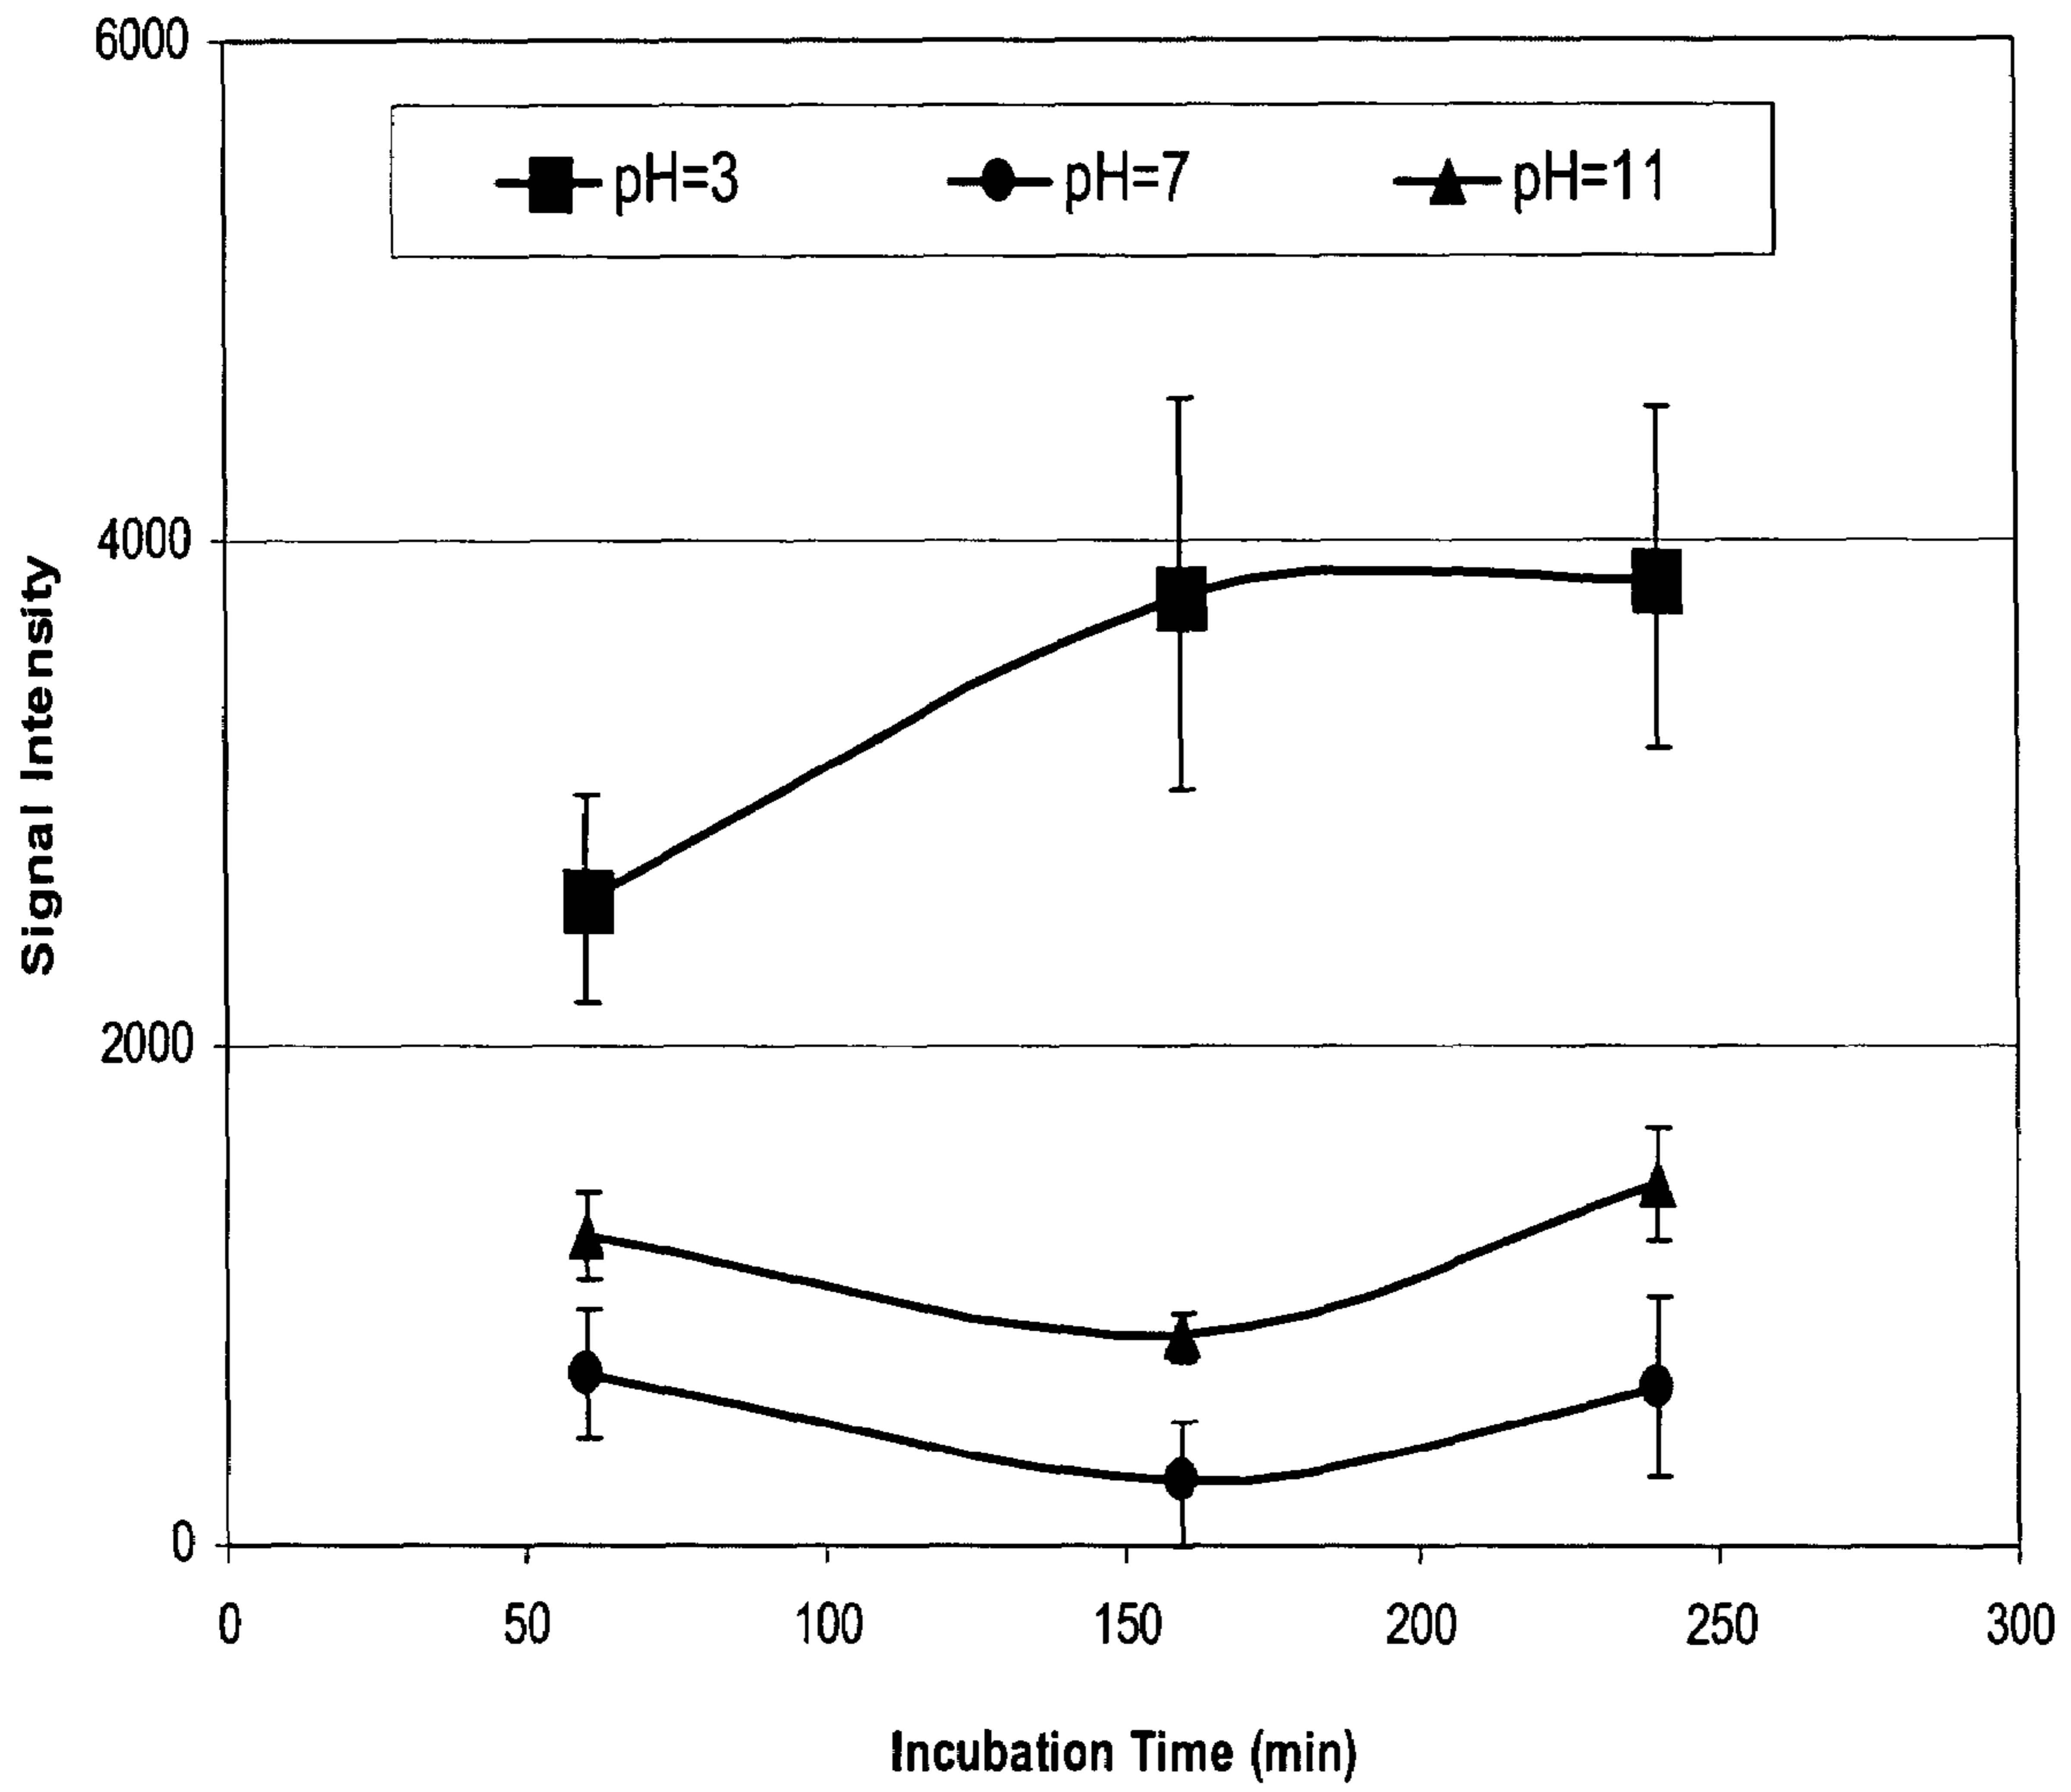 6000
pH=3 pH=7 pH=11
4000
Signal Intensity
2000
0
0 50 100 150 200 250 300
Incubation Time (min)